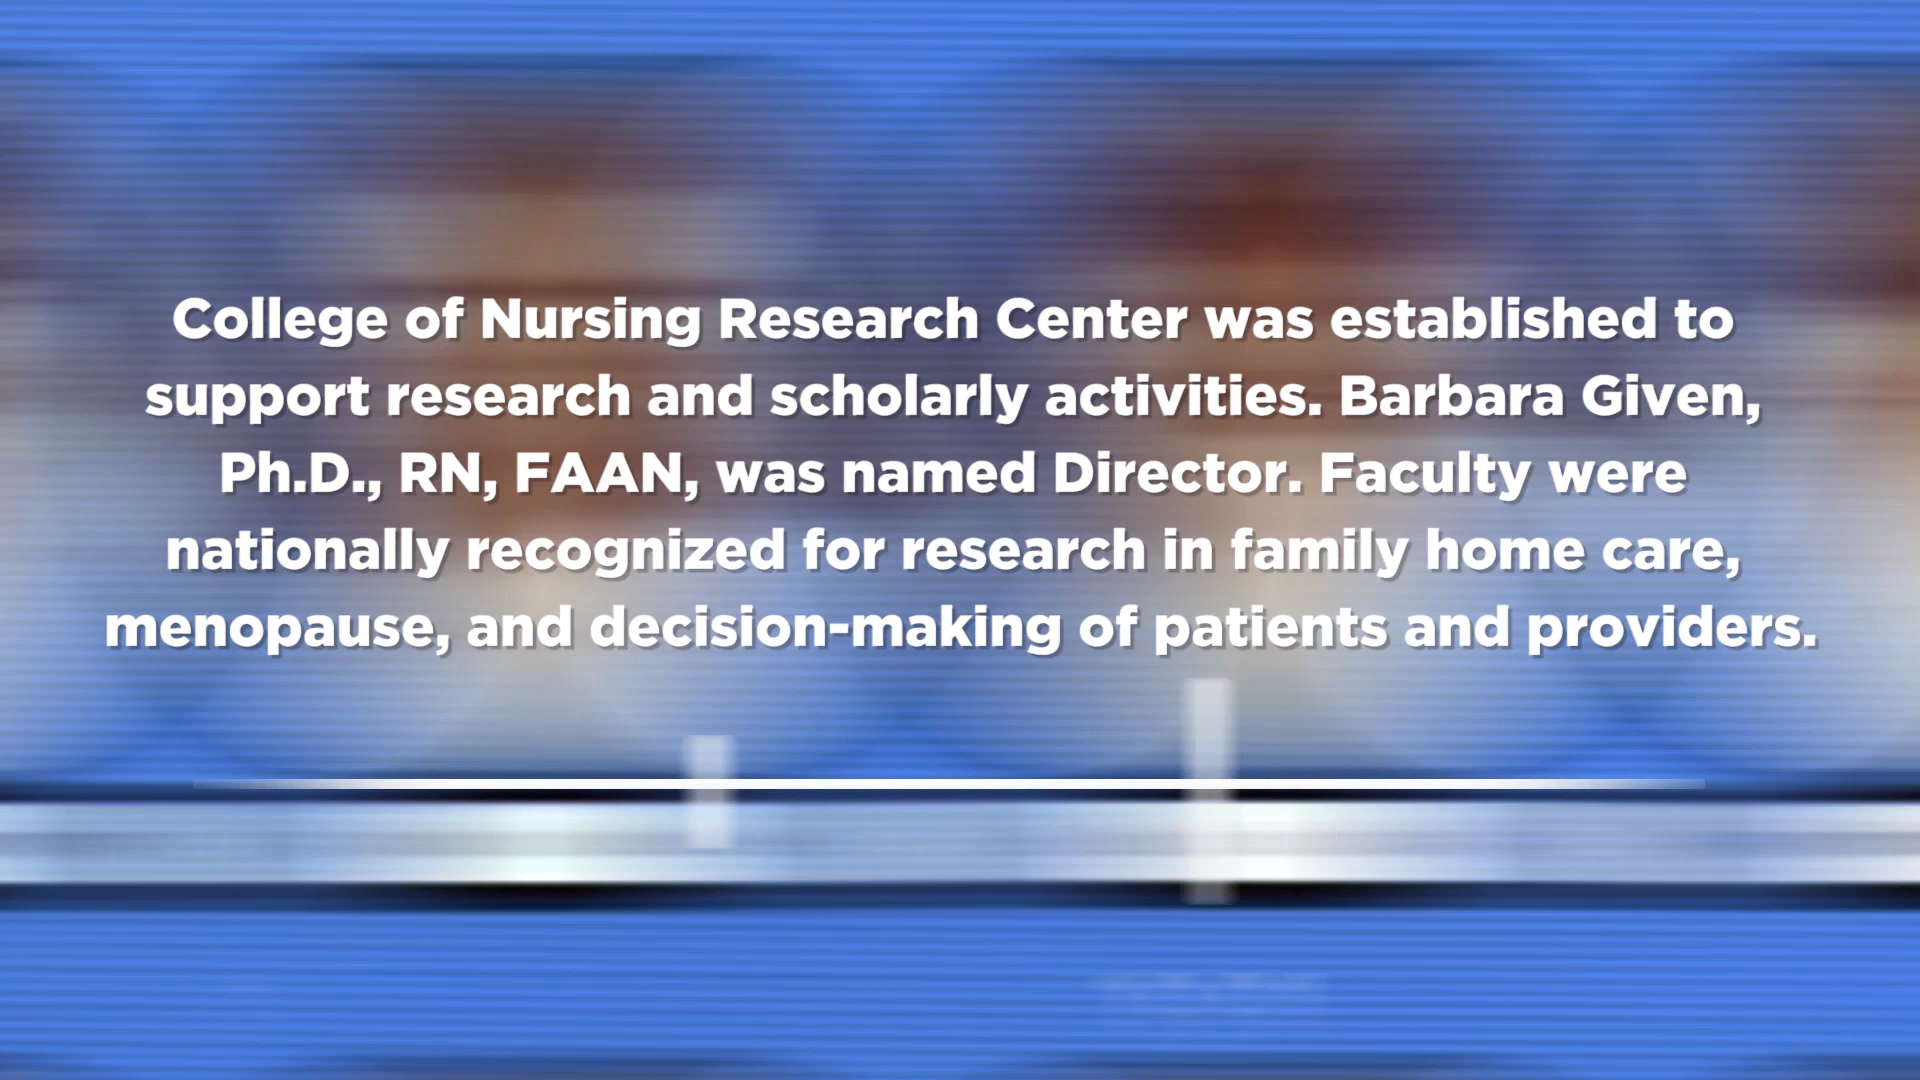 College of Nursing Research Center was established to
support research and scholarly activities. Barbara Given,
Ph.D., RN, FAAN, was named Director. Faculty were
nationally recognized for research in family home care,
menopause, and decision-making of patients and providers.